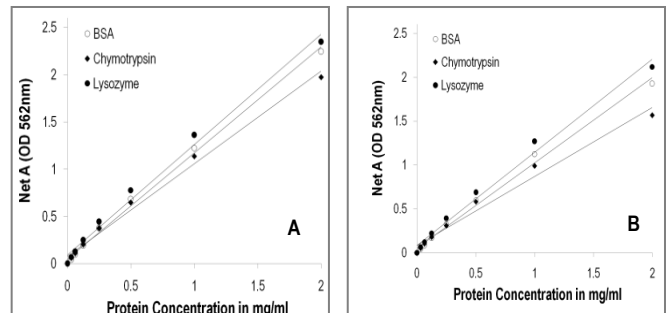 2.5
2
1.5
1
0.5
0
Net A (OD 562nm)
BSA
Chymotrypsin
Lysozyme
A
0 0.5 1 1.5 2
Protein Concentration in mg/ml
2.5
2
1.5
1
0.5
0
Net A (OD 562nm)
BSA
Chymotrypsin
Lysozyme
B
0 0.5 1 1.5 2
Protein Concentration in mg/ml